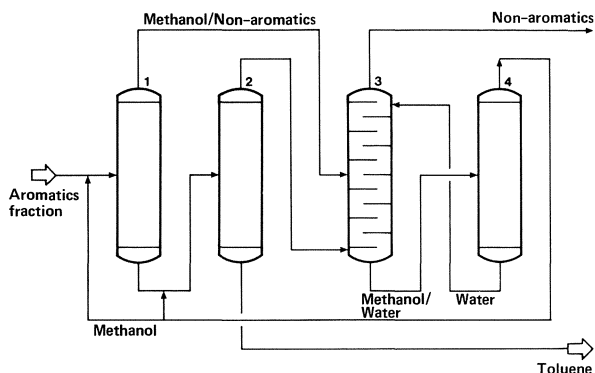 Methanol/Non-aromatics
Non-aromatics
1
2
3
4
Aromatics
fraction
Methanol/
Water
Water
Methanol
Toluene